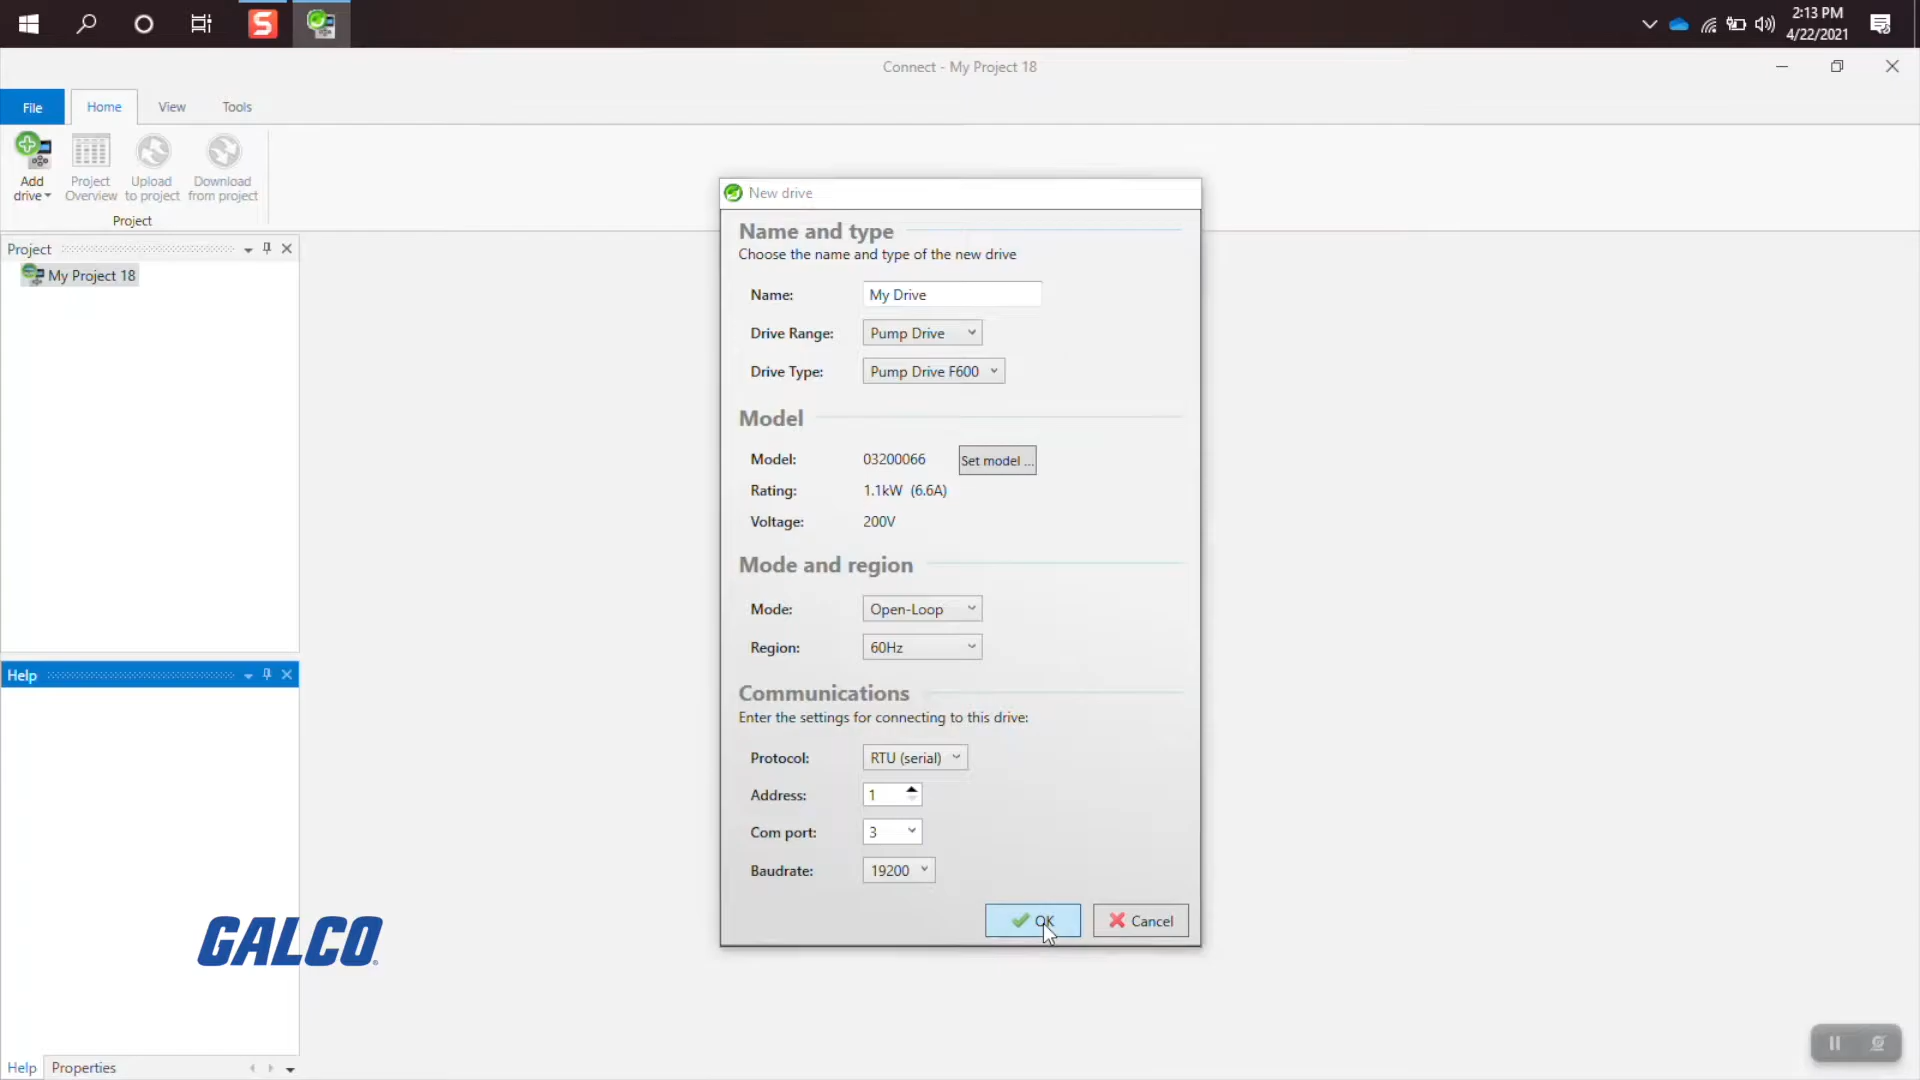 2:13 PM
4/22/2021
Connect - My Project 18
File Home View Tools
Add drive
Project Overview
Upload to project
Download from project
Project
Project
My Project 18
New drive
Name and type
Choose the name and type of the new drive
Name: My Drive
Drive Range: Pump Drive
Drive Type: Pump Drive F600
Model
Model: 03200066 Set model ...
Rating: 1.1kW (6.6A)
Voltage: 200V
Mode and region
Mode: Open-Loop
Region: 60Hz
Communications
Enter the settings for connecting to this drive:
Protocol: RTU (serial)
Address: 1
Com port: 3
Baudrate: 19200
OK Cancel
Help
GALCO
Help Properties